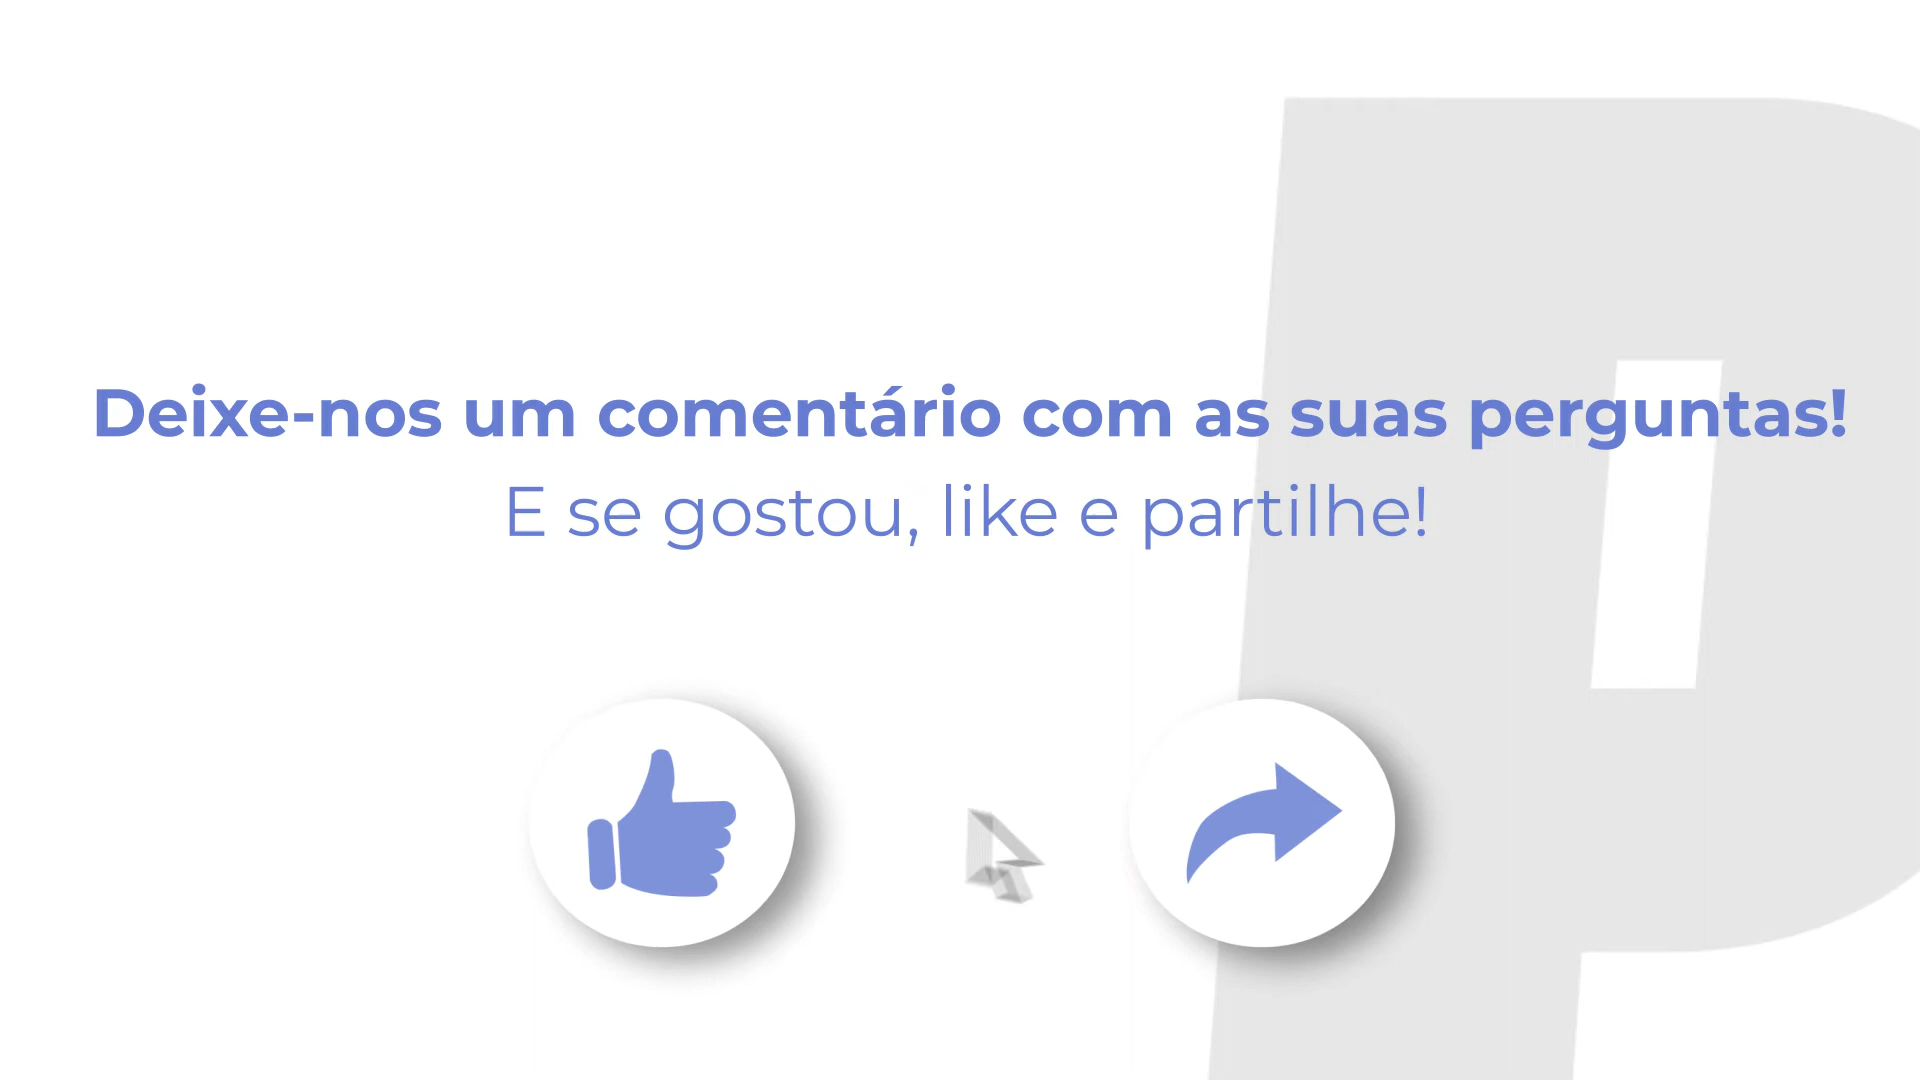 Deixe-nos um comentário com as suas perguntas!
E se gostou, like e partilhe!